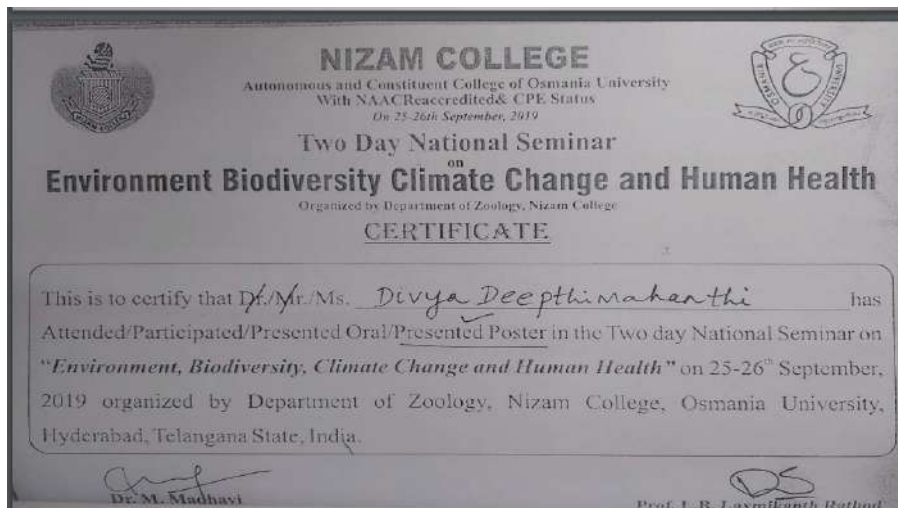 NIZAM COLLEGE
Autonomous and Constituent College of Osmania University
With NAACReaccredited& CPE Status
On 25-26th September, 2019
Two Day National Seminar
on
Environment Biodiversity Climate Change and Human Health
Organized by Department of Zoology, Nizam College
CERTIFICATE
This is to certify that Dr./Mr./Ms. Divya Deepthimahanthi has
Attended/Participated/Presented Oral/Presented Poster in the Two day National Seminar on
"Environment, Biodiversity, Climate Change and Human Health" on 25-26th September,
2019 organized by Department of Zoology, Nizam College, Osmania University,
Hyderabad, Telangana State, India.
Dr. M. Madhavi
Prof. L.B. Laxmikanth Rathod